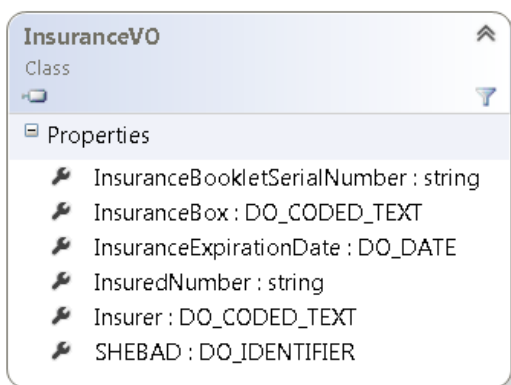 InsuranceVO
Class
Properties
InsuranceBookletSerialNumber : string
InsuranceBox : DO_CODED_TEXT
InsuranceExpirationDate : DO_DATE
InsuredNumber : string
Insurer : DO_CODED_TEXT
SHEBAD : DO_IDENTIFIER